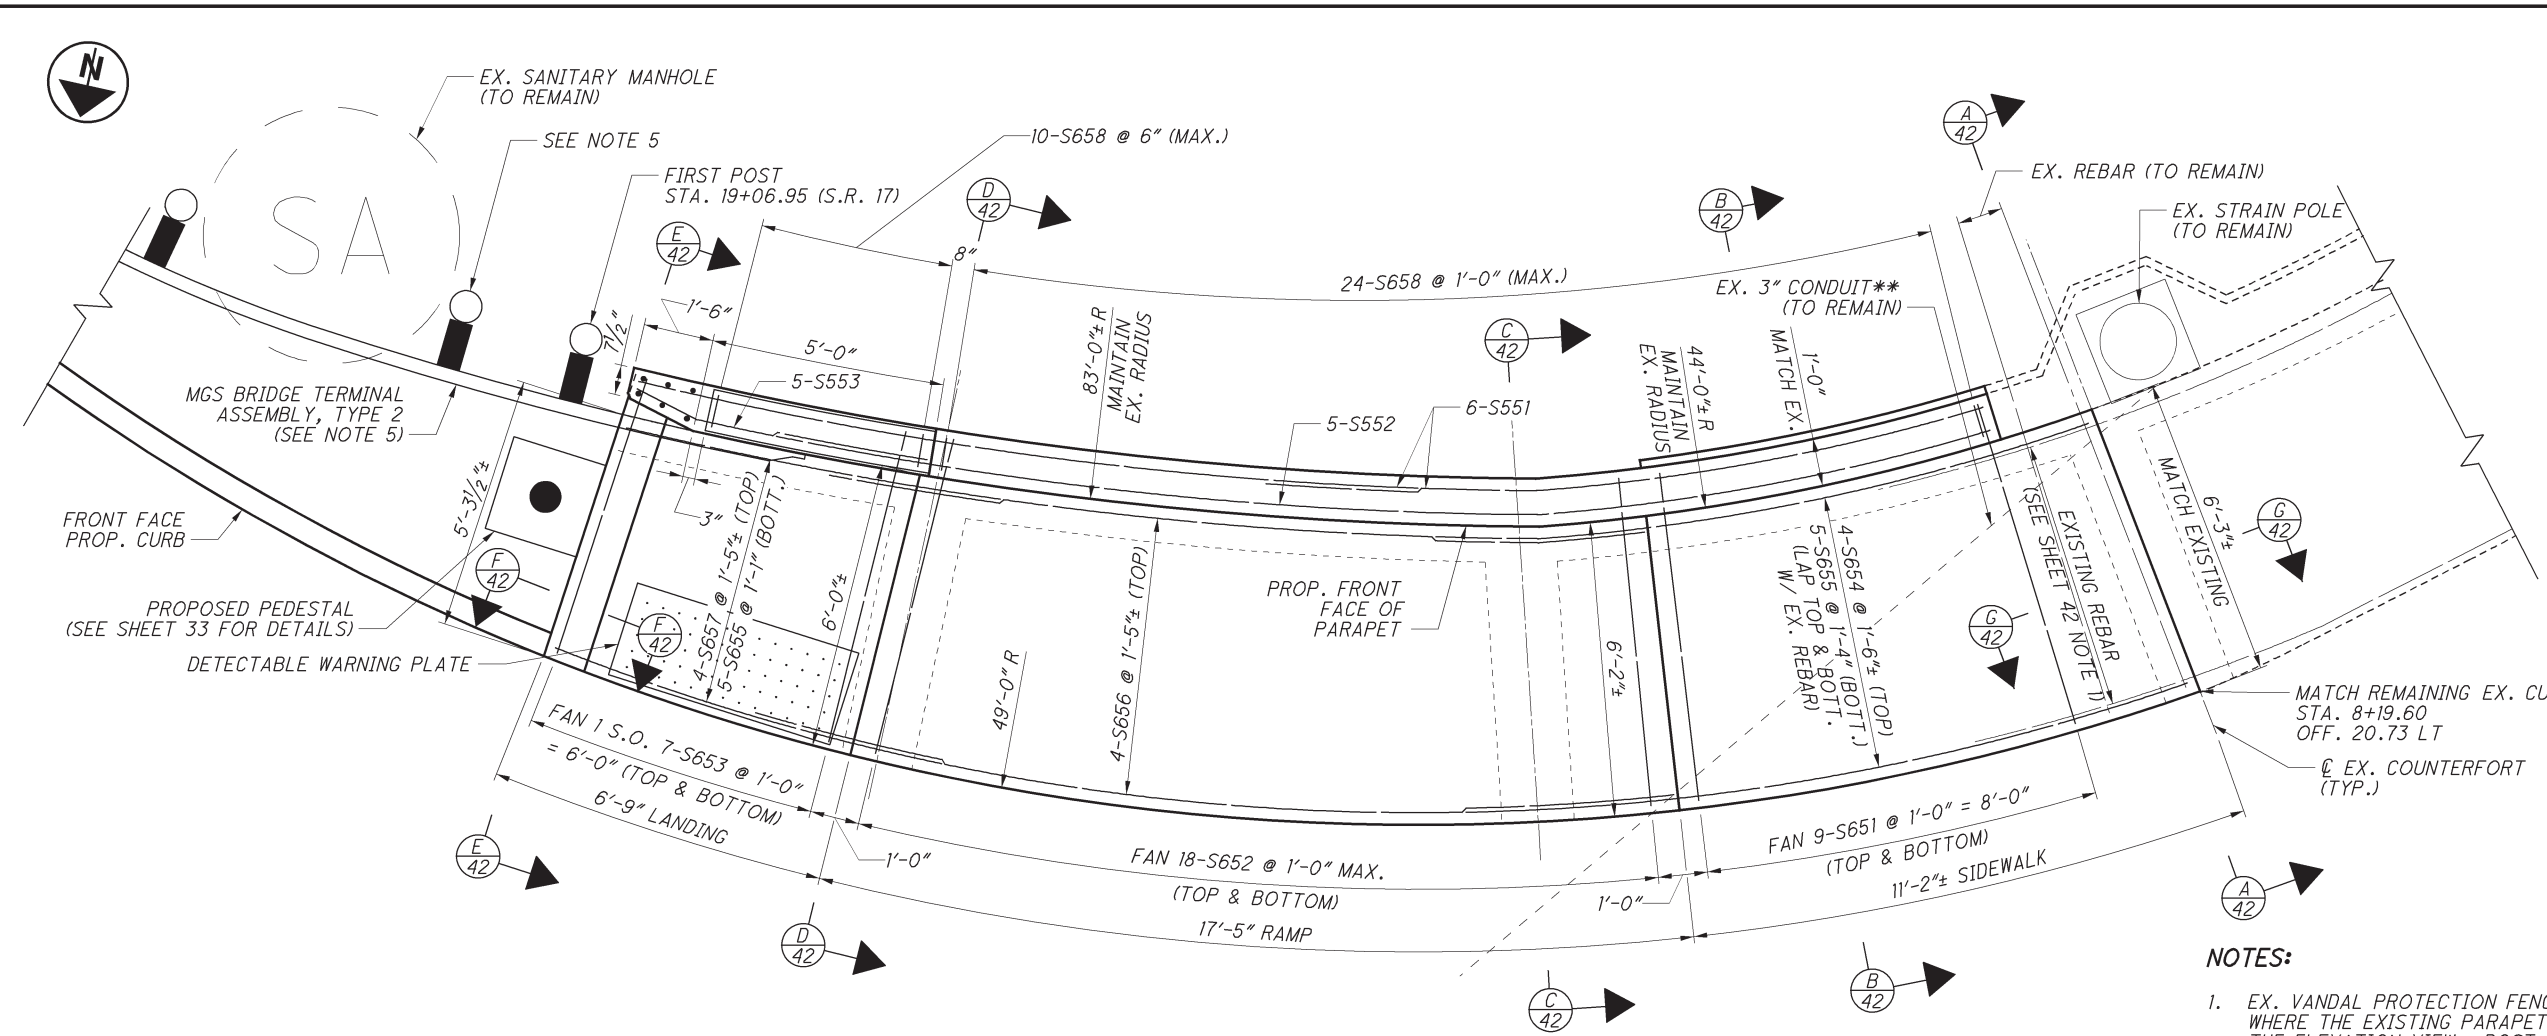 N
EX. SANITARY MANHOLE
(TO REMAIN)
SEE NOTE 5
FIRST POST
STA. 19+06.95 (S.R. 17)
SA
10-S658 @ 6" (MAX.)
D
42
E
42
8"
24-S658 @ 1'-0" (MAX.)
A
42
B
42
EX. REBAR (TO REMAIN)
EX. STRAIN POLE
(TO REMAIN)
EX. 3" CONDUIT**
(TO REMAIN)
C
42
1'-6"
7½"
5'-0"
5-S553
83'-0"± R
MAINTAIN
EX. RADIUS
5-S552
6-S551
44'-0"± R
MAINTAIN
EX. RADIUS
1'-0"
MATCH EX.
MGS BRIDGE TERMINAL
ASSEMBLY, TYPE 2
(SEE NOTE 5)
5'-3½"±
3"
FRONT FACE
PROP. CURB
F
42
PROPOSED PEDESTAL
(SEE SHEET 33 FOR DETAILS)
F
42
DETECTABLE WARNING PLATE
4-S657 @ 1'-5"± (TOP)
5-S655 @ 1'-1" (BOTT.)
6'-0"±
49'-0" R
4-S656 @ 1'-5"± (TOP)
PROP. FRONT
FACE OF
PARAPET
6'-2"±
4-S654 @ 1'-6"± (TOP)
5-S655 @ 1'-4" (BOTT.)
(LAP TOP & BOTT.
W/ EX. REBAR)
EXISTING REBAR
(SEE SHEET 42 NOTE 1)
6'-3"±
MATCH EXISTING
G
42
G
42
MATCH REMAINING EX. CU
STA. 8+19.60
OFF. 20.73 LT
℄ EX. COUNTERFORT
(TYP.)
FAN 1 S.O. 7-S653 @ 1'-0"
= 6'-0" (TOP & BOTTOM)
6'-9" LANDING
1'-0"
FAN 18-S652 @ 1'-0" MAX.
(TOP & BOTTOM)
17'-5" RAMP
1'-0"
FAN 9-S651 @ 1'-0" = 8'-0"
(TOP & BOTTOM)
11'-2"± SIDEWALK
E
42
D
42
C
42
B
42
A
42
NOTES:
1. EX. VANDAL PROTECTION FENC
WHERE THE EXISTING PARAPET